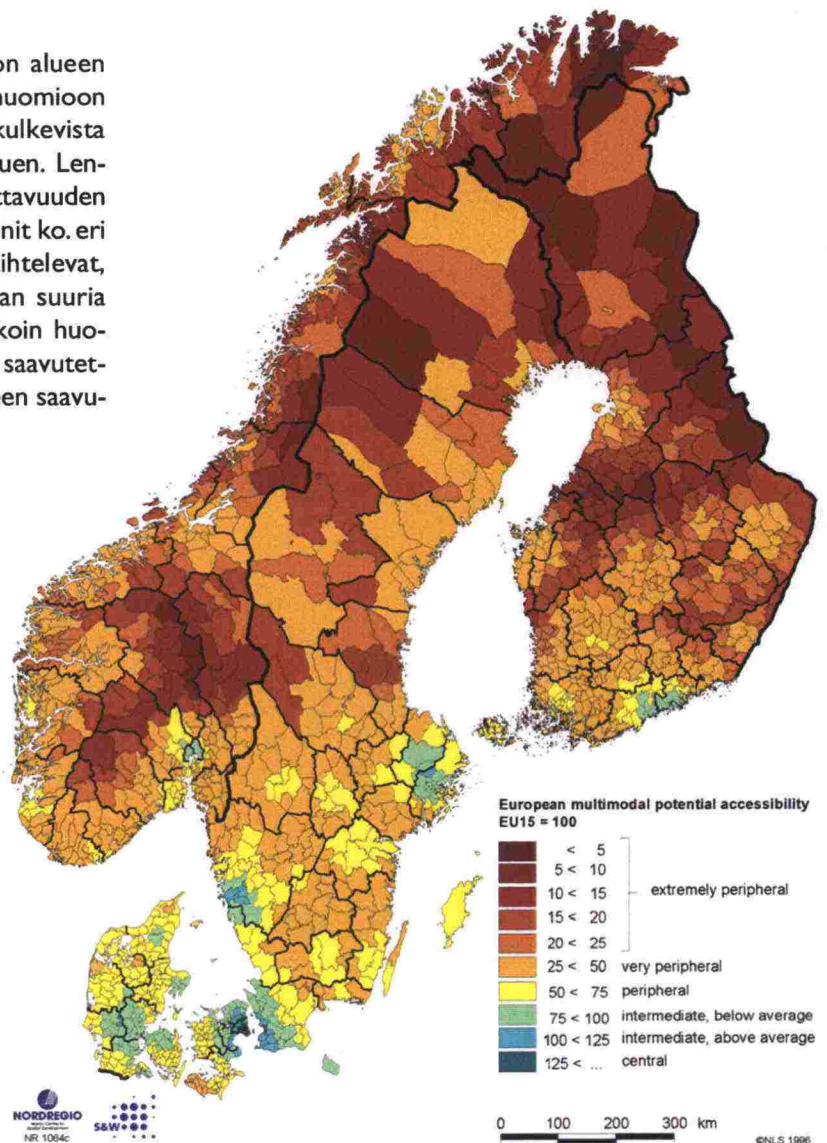 on alueen
huomioon
kulkevista
uen. Len-
ttavuuden
nit ko. eri
ihtelevat,
an suuria
koin huo-
saavutet-
een saavu-
European multimodal potential accessibility
EU15 = 100
< 5
5 < 10
10 < 15
15 < 20
20 < 25
extremely peripheral
25 < 50 very peripheral
50 < 75 peripheral
75 < 100 intermediate, below average
100 < 125 intermediate, above average
125 < ... central
NORDREGIO
NR 1064c
S&W
0 100 200 300 km
©NLS 1996